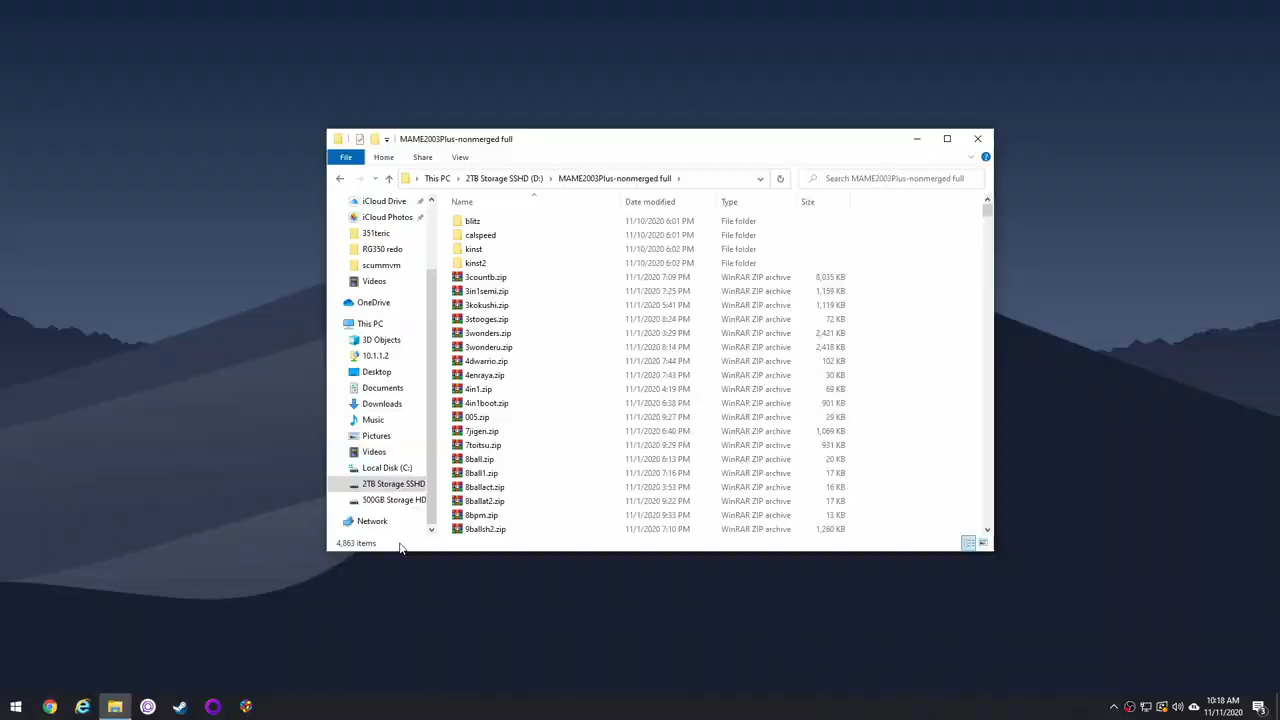 MAME2003Plus-nonmerged full
File Home Share View
This PC > 2TB Storage SSHD (D:) > MAME2003Plus-nonmerged full >
Search MAME2003Plus-nonmerged full
Name Date modified Type Size
iCloud Drive
iCloud Photos
351teric
RG350 redo
scummvm
Videos
OneDrive
This PC
3D Objects
10.1.1.2
Desktop
Documents
Downloads
Music
Pictures
Videos
Local Disk (C:)
2TB Storage SSHD
500GB Storage HD
Network
blitz 11/10/2020 6:01 PM File folder
calspeed 11/10/2020 6:01 PM File folder
kinst 11/10/2020 6:02 PM File folder
kinst2 11/10/2020 6:02 PM File folder
3countb.zip 11/1/2020 7:09 PM WinRAR ZIP archive 8,035 KB
3in1semi.zip 11/1/2020 7:25 PM WinRAR ZIP archive 1,159 KB
3kokushi.zip 11/1/2020 5:41 PM WinRAR ZIP archive 1,119 KB
3stooges.zip 11/1/2020 8:24 PM WinRAR ZIP archive 72 KB
3wonders.zip 11/1/2020 3:29 PM WinRAR ZIP archive 2,421 KB
3wonderu.zip 11/1/2020 8:14 PM WinRAR ZIP archive 2,418 KB
4dwarrio.zip 11/1/2020 7:44 PM WinRAR ZIP archive 102 KB
4enraya.zip 11/1/2020 7:43 PM WinRAR ZIP archive 30 KB
4in1.zip 11/1/2020 4:19 PM WinRAR ZIP archive 69 KB
4in1boot.zip 11/1/2020 6:38 PM WinRAR ZIP archive 901 KB
005.zip 11/1/2020 9:27 PM WinRAR ZIP archive 29 KB
7jigen.zip 11/1/2020 6:40 PM WinRAR ZIP archive 1,069 KB
7toitsu.zip 11/1/2020 9:29 PM WinRAR ZIP archive 931 KB
8ball.zip 11/1/2020 6:13 PM WinRAR ZIP archive 20 KB
8ball1.zip 11/1/2020 7:16 PM WinRAR ZIP archive 17 KB
8ballact.zip 11/1/2020 3:53 PM WinRAR ZIP archive 16 KB
8ballat2.zip 11/1/2020 9:22 PM WinRAR ZIP archive 17 KB
8bpm.zip 11/1/2020 9:33 PM WinRAR ZIP archive 13 KB
9ballsh2.zip 11/1/2020 7:10 PM WinRAR ZIP archive 1,260 KB
4,863 items
10:18 AM
11/11/2020